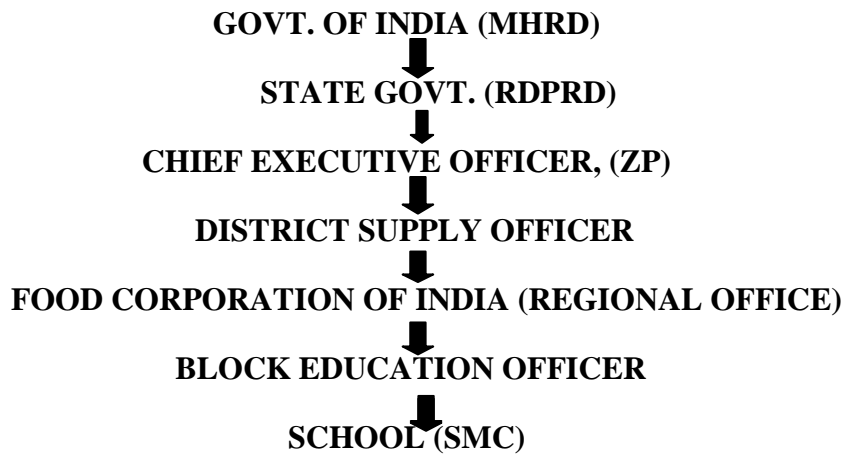 GOVT. OF INDIA (MHRD)
STATE GOVT. (RDPRD)
CHIEF EXECUTIVE OFFICER, (ZP)
DISTRICT SUPPLY OFFICER
FOOD CORPORATION OF INDIA (REGIONAL OFFICE)
BLOCK EDUCATION OFFICER
SCHOOL (SMC)